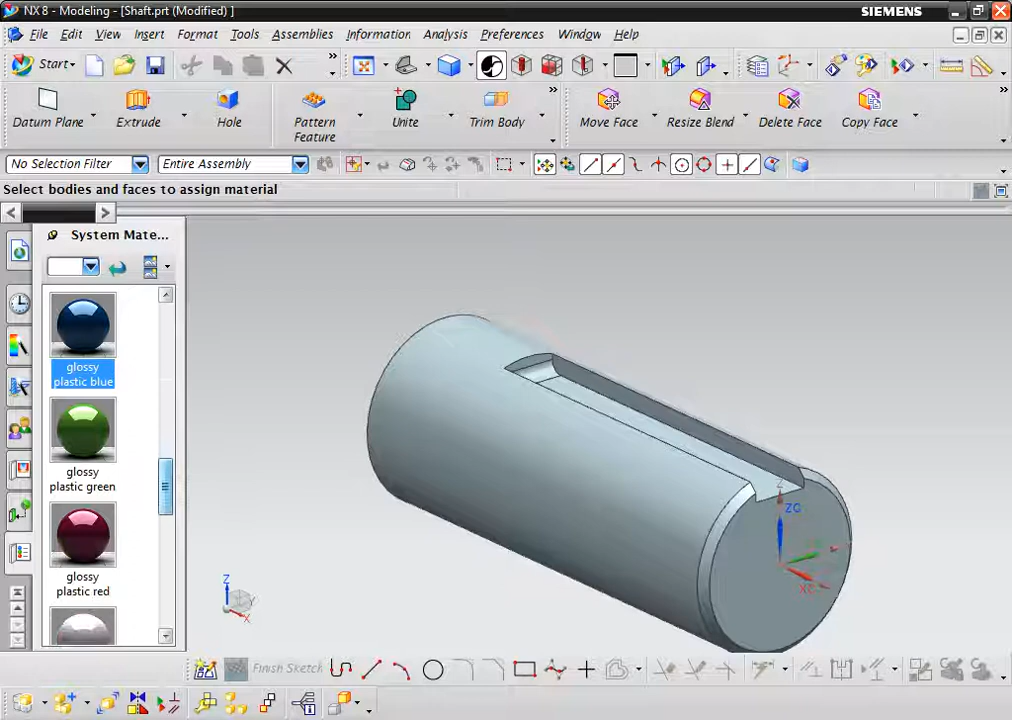 NX 8 - Modeling - [Shaft.prt (Modified) ]
SIEMENS
File Edit View Insert Format Tools Assemblies Information Analysis Preferences Window Help
Start
Datum Plane
Extrude
Hole
Pattern Feature
Unite
Trim Body
Move Face
Resize Blend
Delete Face
Copy Face
No Selection Filter
Entire Assembly
Select bodies and faces to assign material
System Mate...
glossy
plastic blue
glossy
plastic green
glossy
plastic red
Z
ZC
XC
Z
Y
X
Finish Sketch